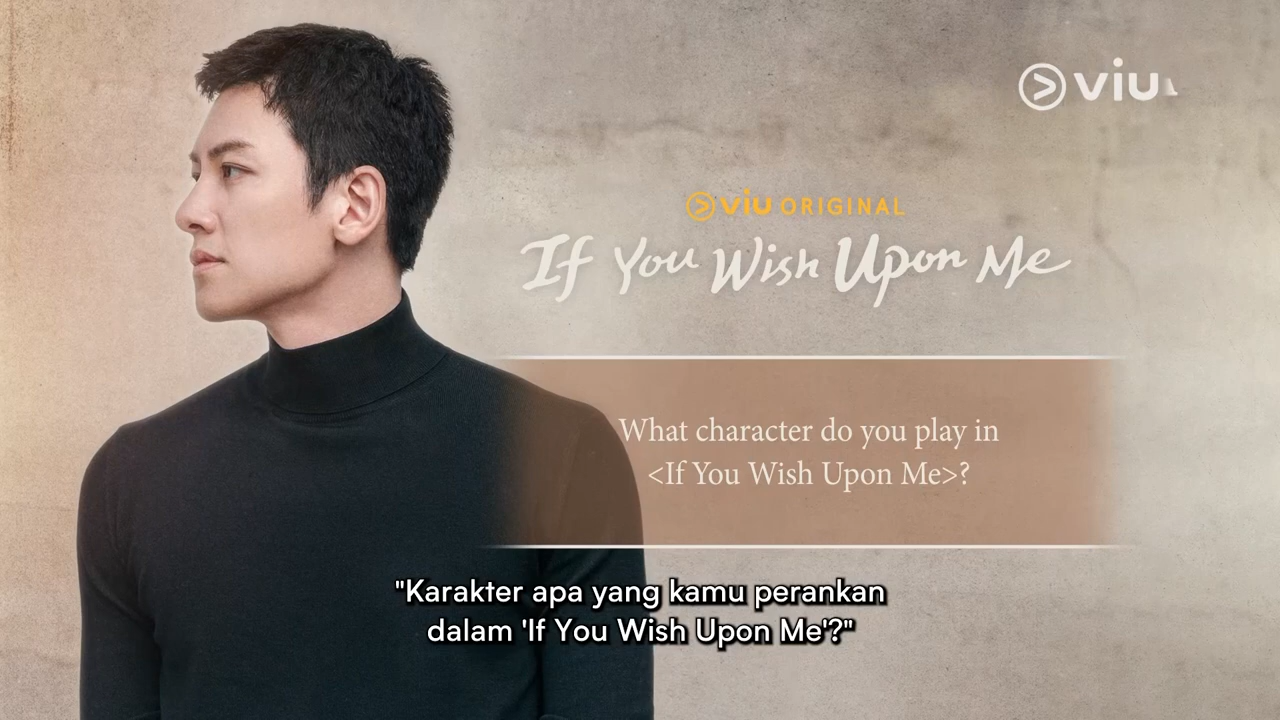 viu
viu ORIGINAL
If You Wish Upon Me
What character do you play in
<If You Wish Upon Me>?
"Karakter apa yang kamu perankan
dalam 'If You Wish Upon Me'?"